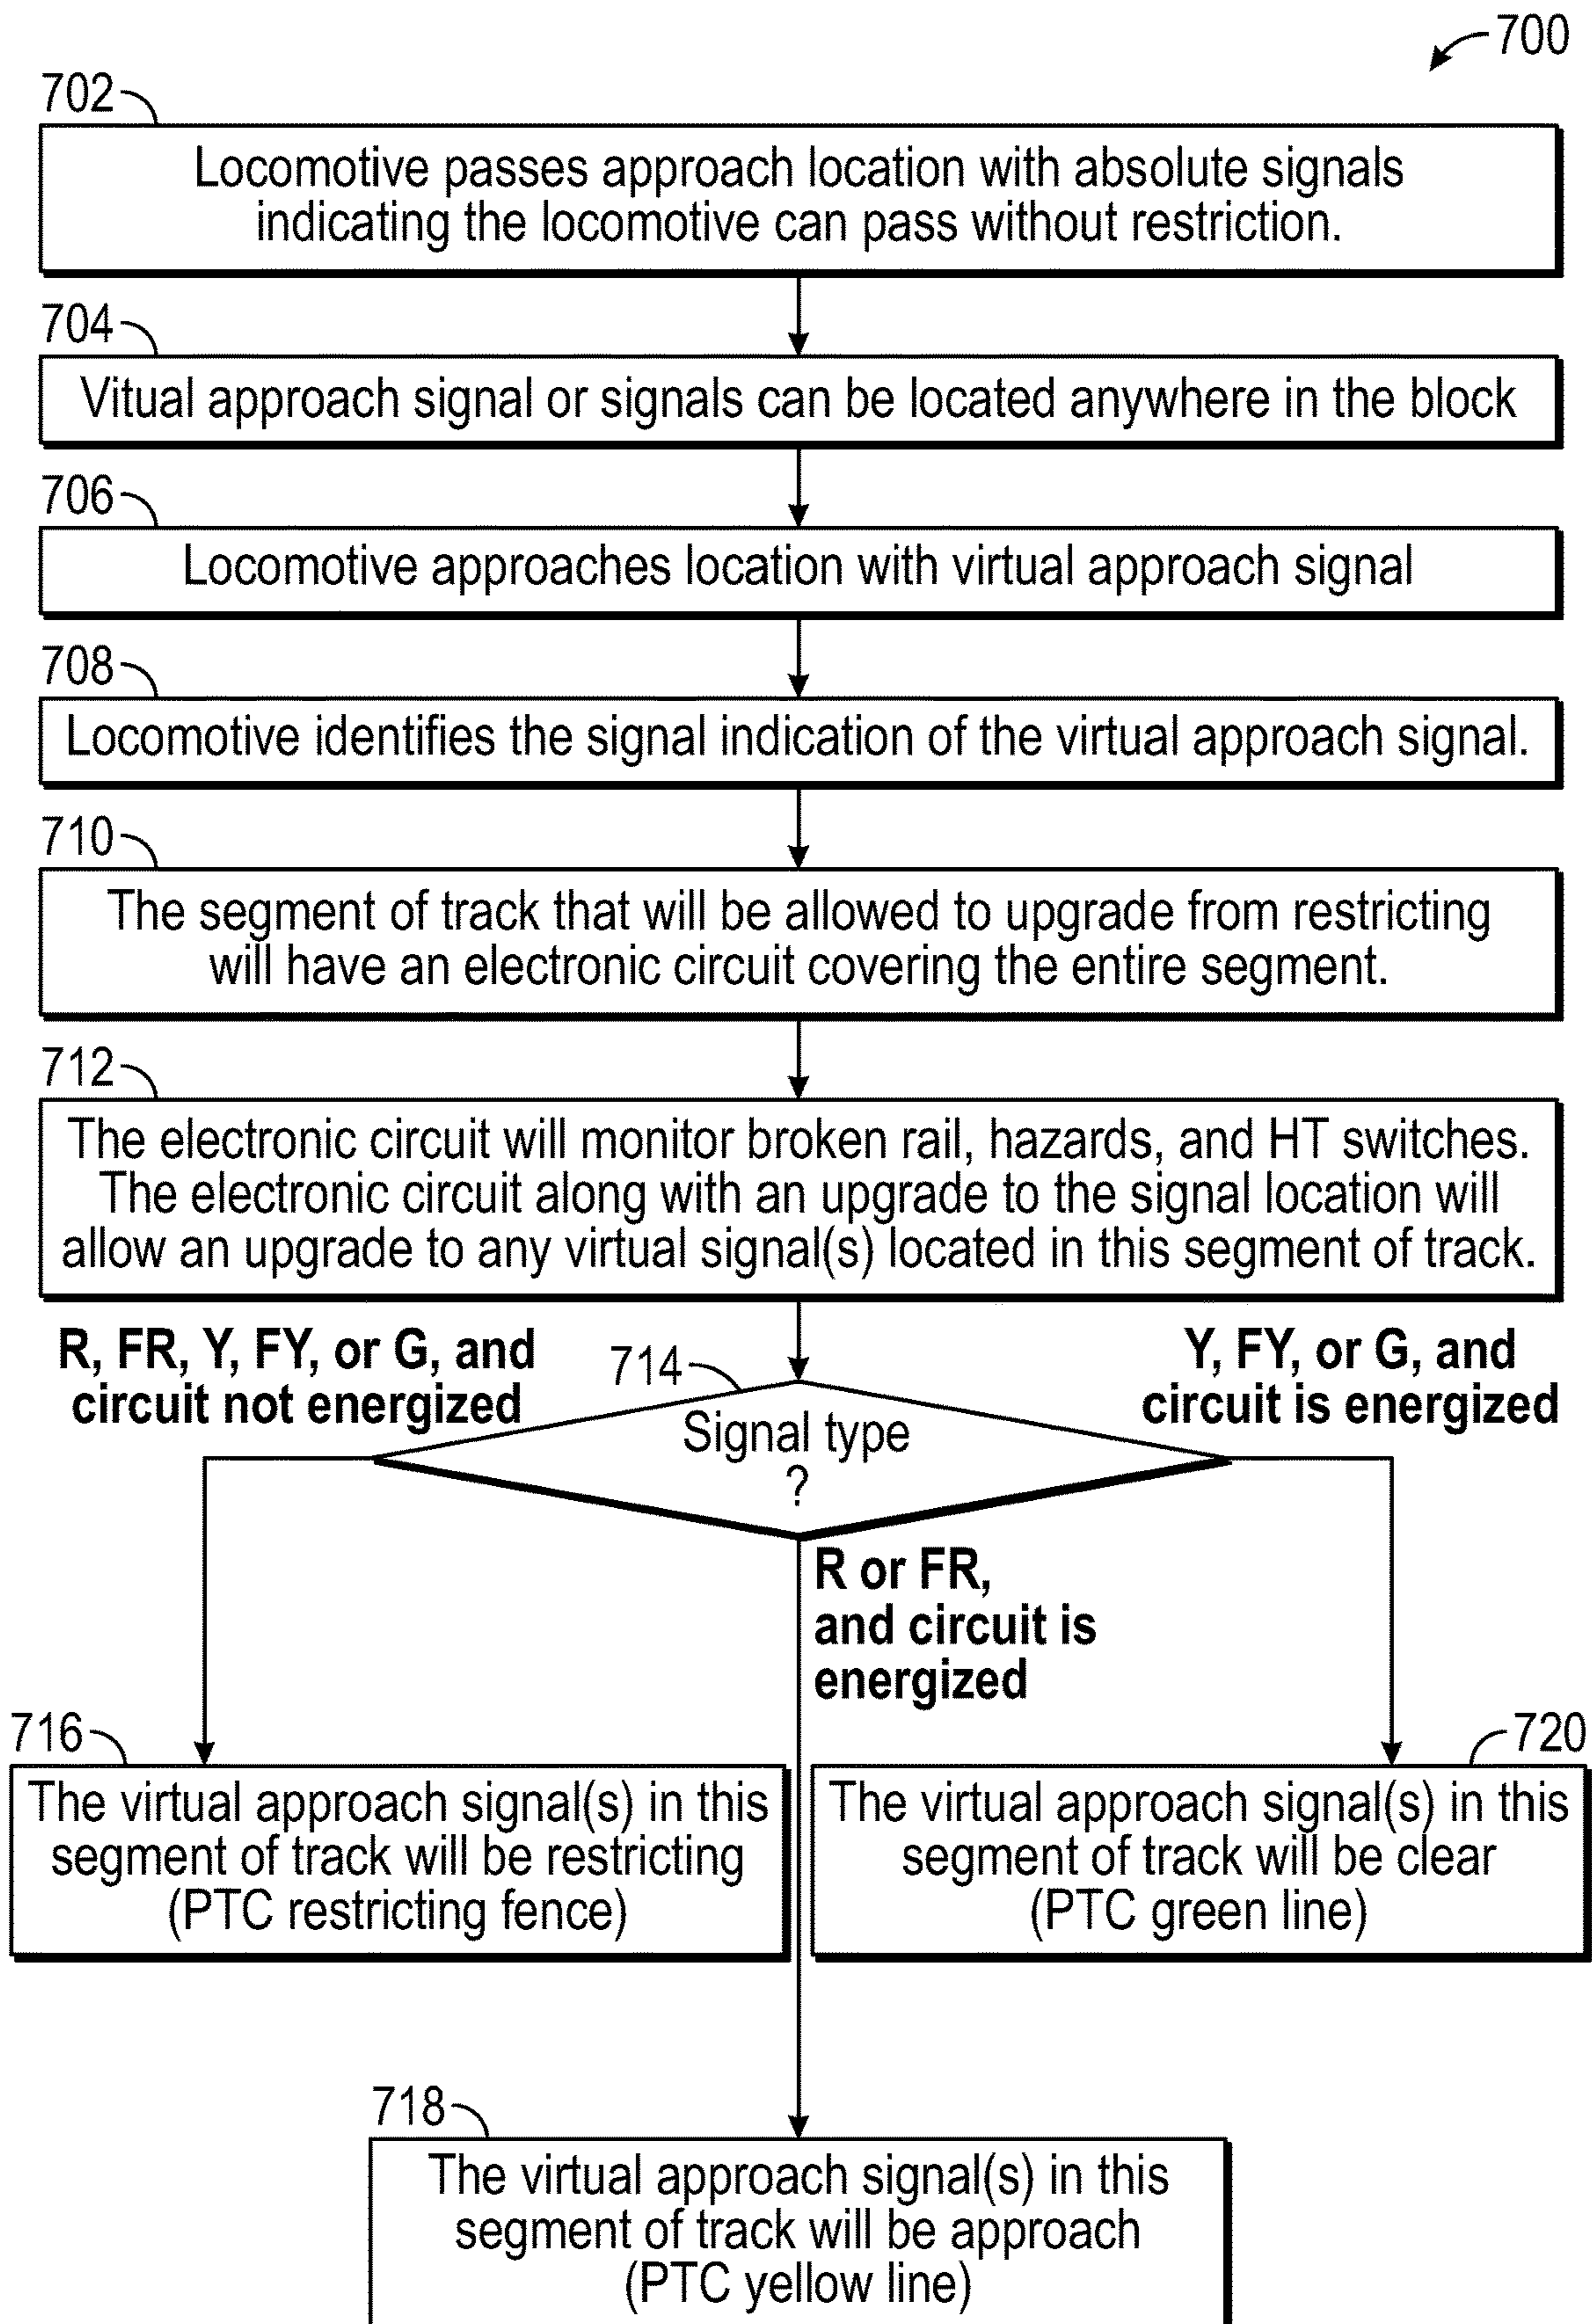 700
702
Locomotive passes approach location with absolute signals
indicating the locomotive can pass without restriction.
704
Vitual approach signal or signals can be located anywhere in the block
706
Locomotive approaches location with virtual approach signal
708
Locomotive identifies the signal indication of the virtual approach signal.
710
The segment of track that will be allowed to upgrade from restricting
will have an electronic circuit covering the entire segment.
712
The electronic circuit will monitor broken rail, hazards, and HT switches.
The electronic circuit along with an upgrade to the signal location will
allow an upgrade to any virtual signal(s) located in this segment of track.
R, FR, Y, FY, or G, and
circuit not energized
714
Signal type
?
Y, FY, or G, and
circuit is energized
R or FR,
and circuit is
energized
716
The virtual approach signal(s) in this
segment of track will be restricting
(PTC restricting fence)
720
The virtual approach signal(s) in this
segment of track will be clear
(PTC green line)
718
The virtual approach signal(s) in this
segment of track will be approach
(PTC yellow line)